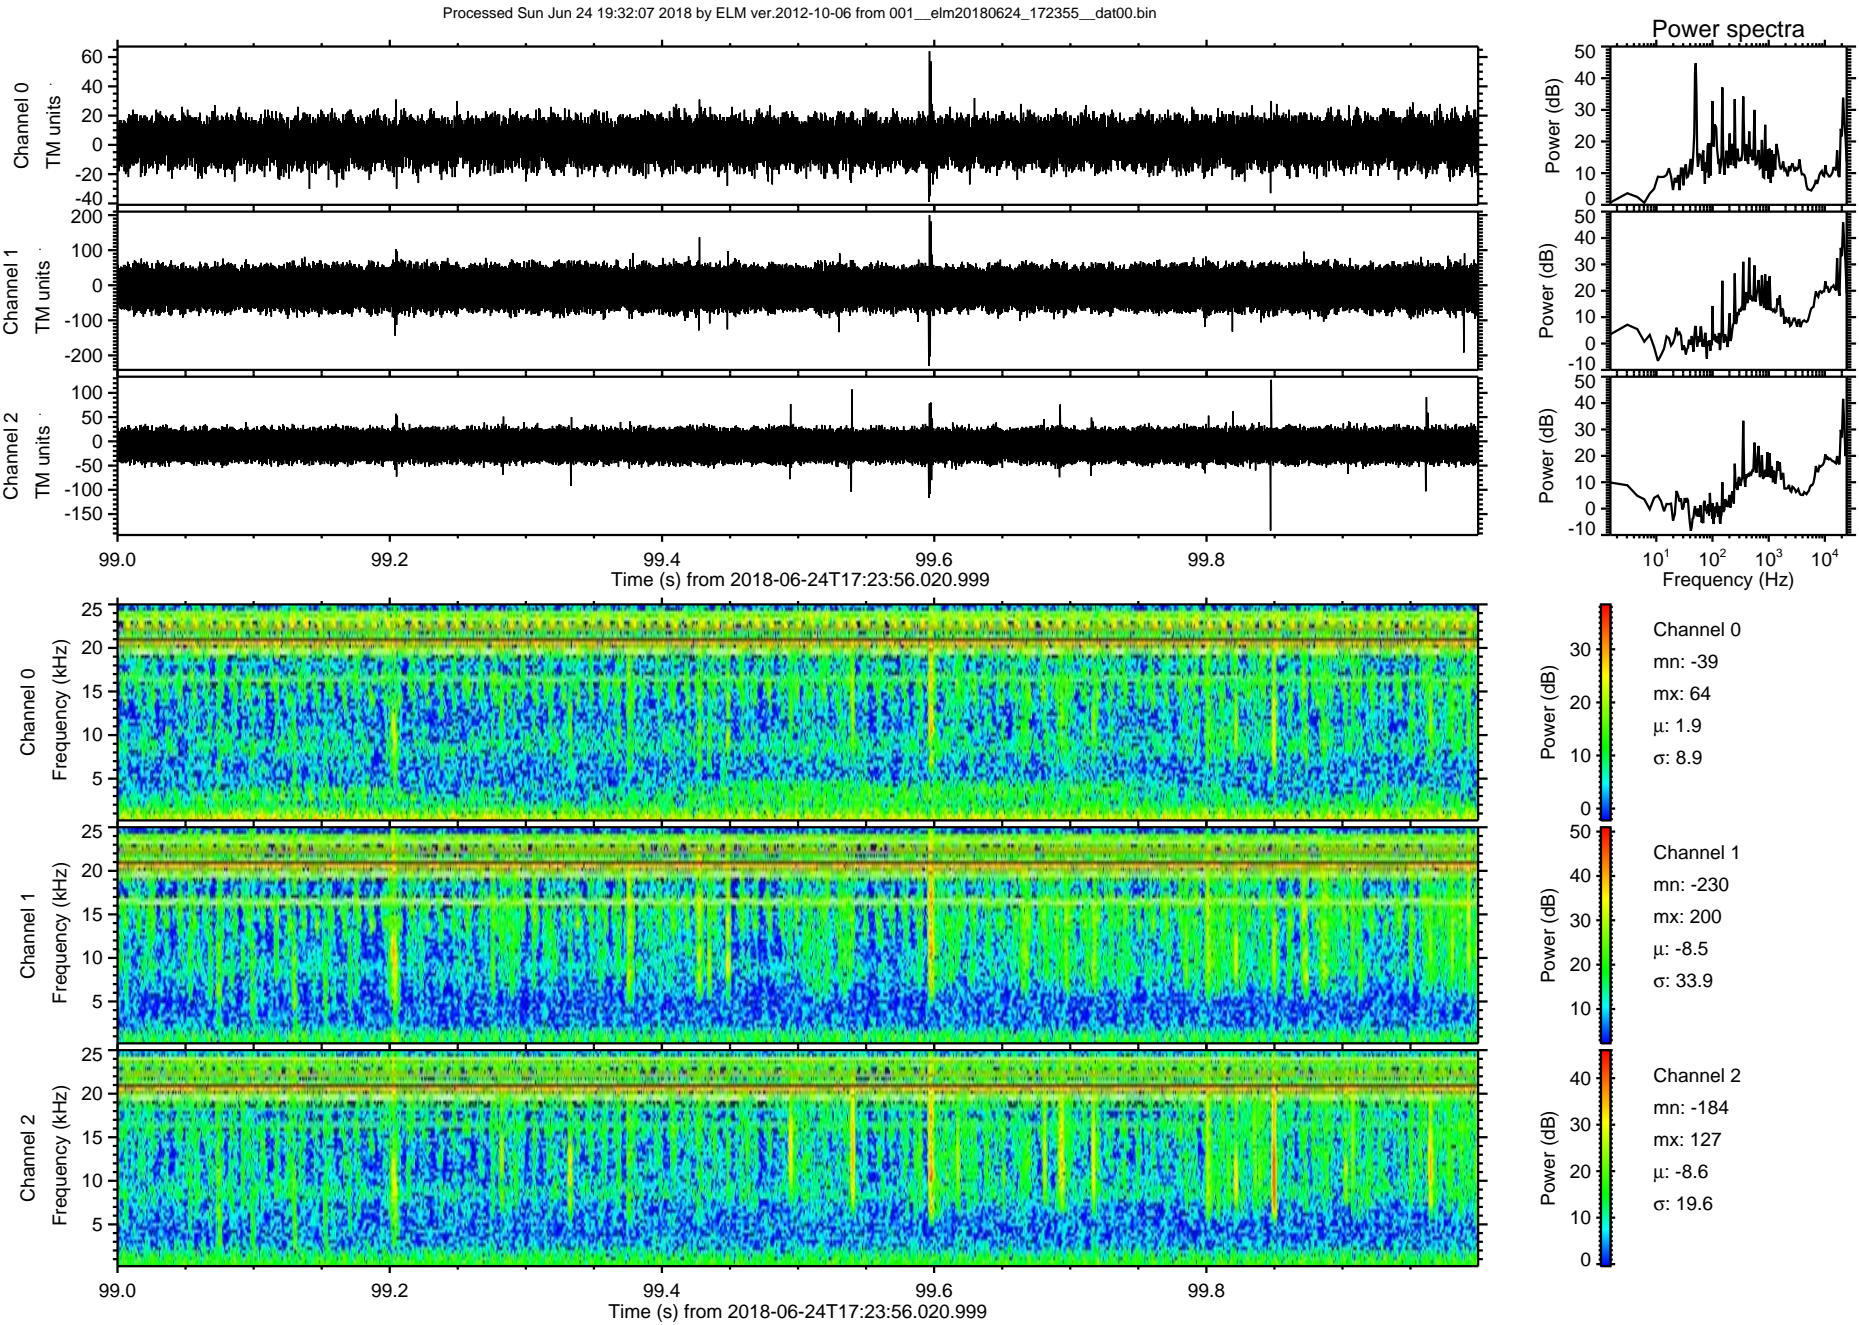 Processed Sun Jun 24 19:32:07 2018 by ELM ver.2012-10-06 from 001__elm20180624_172355__dat00.bin
Power spectra
Channel 0
TM units
60
40
20
0
-20
-40
Power (dB)
50
40
30
20
10
0
Channel 1
TM units
200
100
0
-100
-200
Power (dB)
50
40
30
20
10
0
-10
Channel 2
TM units
100
50
0
-50
-100
-150
Power (dB)
50
40
30
20
10
0
-10
99.0 99.2 99.4 99.6 99.8
Time (s) from 2018-06-24T17:23:56.020.999
10¹ 10² 10³ 10⁴
Frequency (Hz)
Channel 0
Frequency (kHz)
25
20
15
10
5
Power (dB)
30
20
10
0
Channel 0
mn: -39
mx: 64
μ: 1.9
σ: 8.9
Channel 1
Frequency (kHz)
25
20
15
10
5
Power (dB)
50
40
30
20
10
Channel 1
mn: -230
mx: 200
μ: -8.5
σ: 33.9
Channel 2
Frequency (kHz)
25
20
15
10
5
Power (dB)
40
30
20
10
0
Channel 2
mn: -184
mx: 127
μ: -8.6
σ: 19.6
99.0 99.2 99.4 99.6 99.8
Time (s) from 2018-06-24T17:23:56.020.999